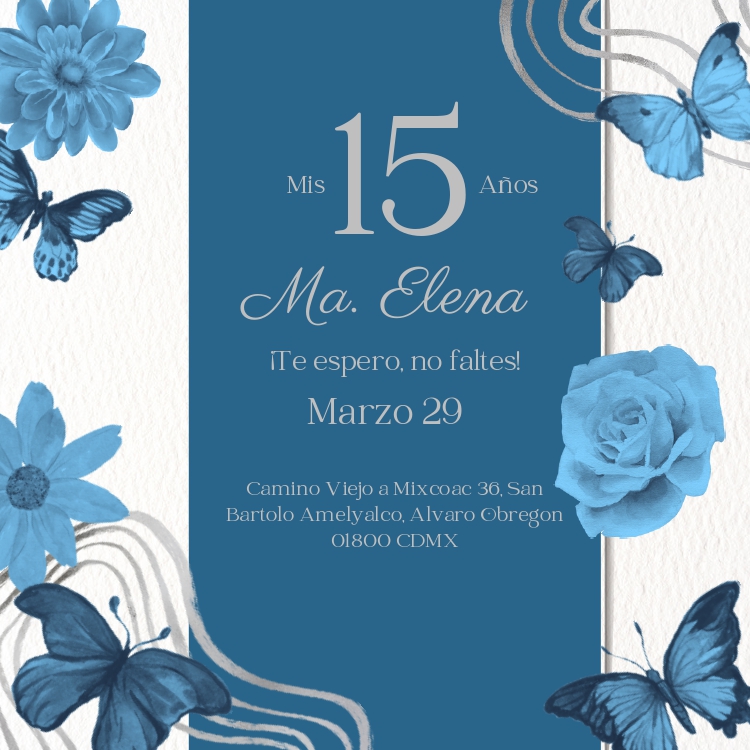 Mis 15 Años
Ma. Elena
¡Te espero, no faltes!
Marzo 29
Camino Viejo a Mixcoac 36, San
Bartolo Amelyalco, Alvaro Obregon
01800 CDMX